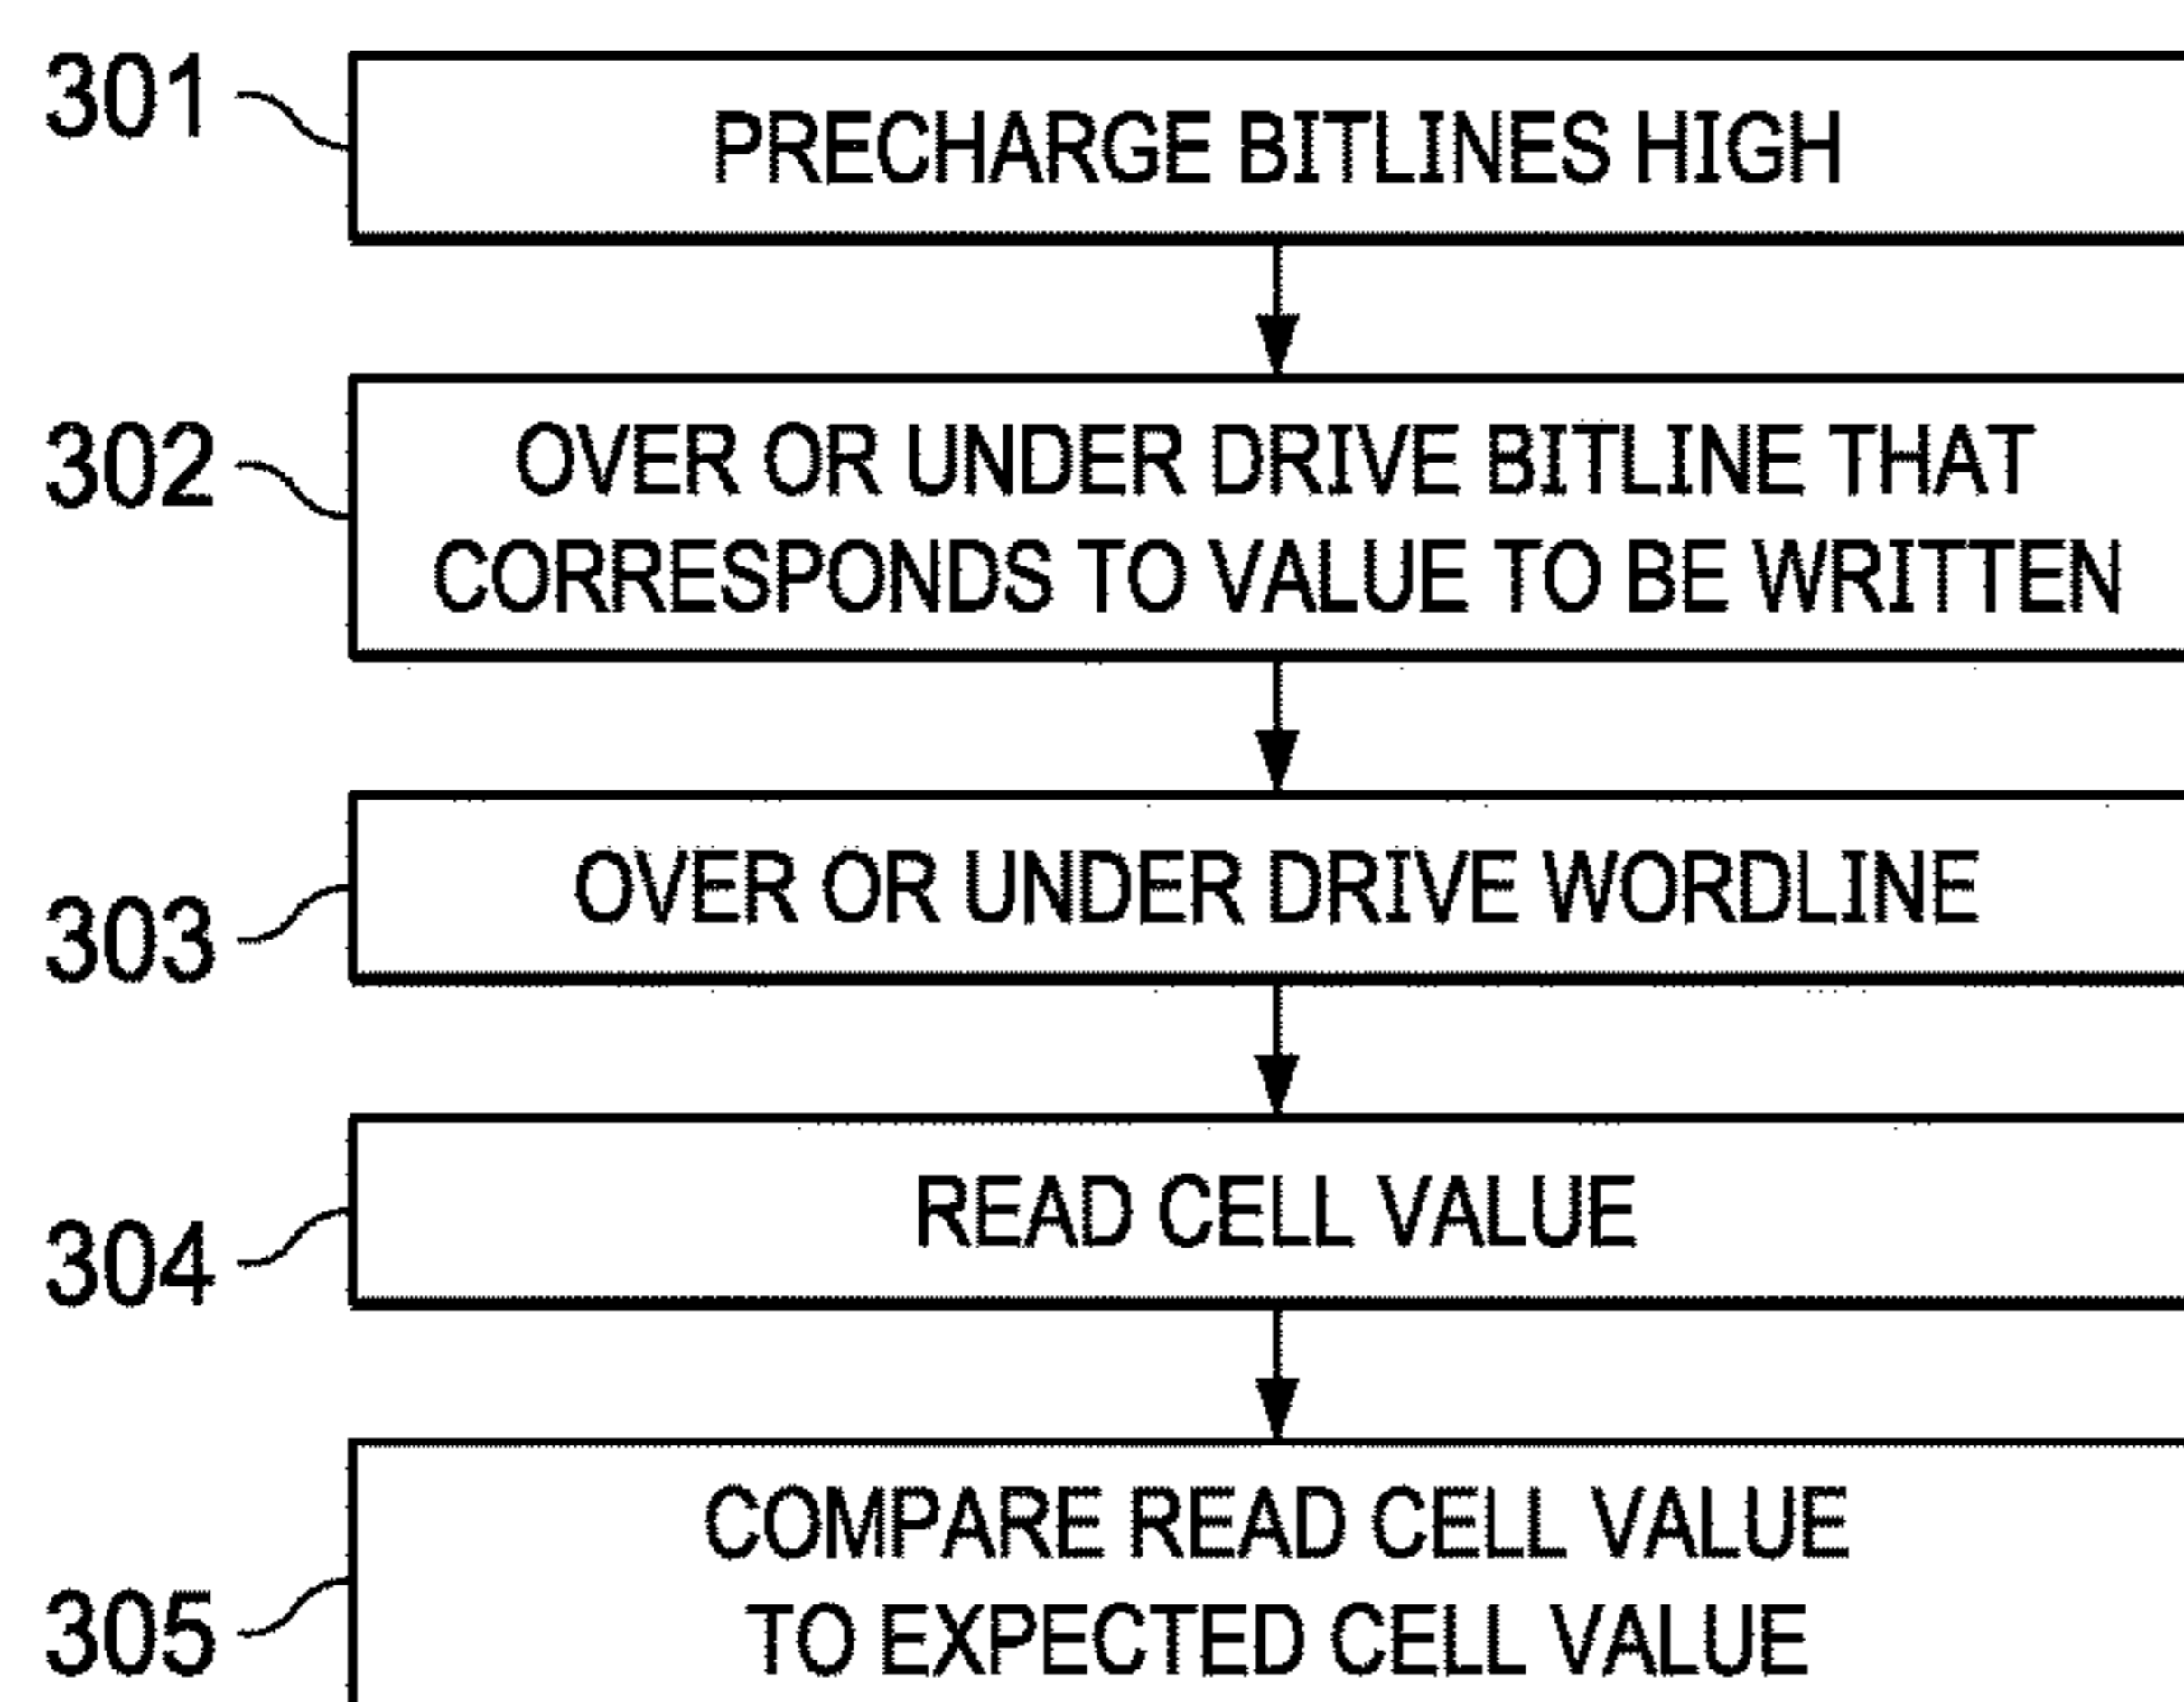 301
PRECHARGE BITLINES HIGH
302
OVER OR UNDER DRIVE BITLINE THAT
CORRESPONDS TO VALUE TO BE WRITTEN
303
OVER OR UNDER DRIVE WORDLINE
304
READ CELL VALUE
305
COMPARE READ CELL VALUE
TO EXPECTED CELL VALUE